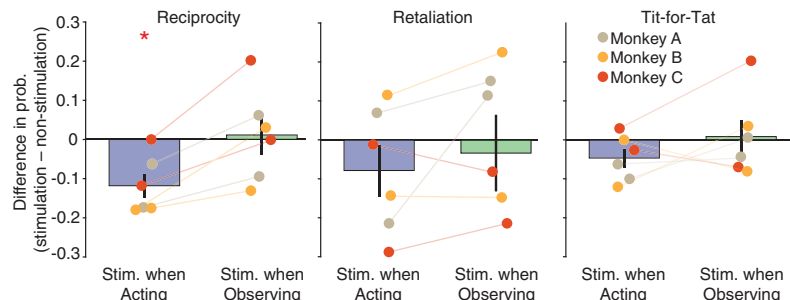 Reciprocity
Retaliation
Tit-for-Tat
Difference in prob.
(stimulation – non-stimulation)
0.3
0.2
0.1
0
-0.1
-0.2
-0.3
*
Monkey A
Monkey B
Monkey C
Stim. when
Acting
Stim. when
Observing
Stim. when
Acting
Stim. when
Observing
Stim. when
Acting
Stim. when
Observing